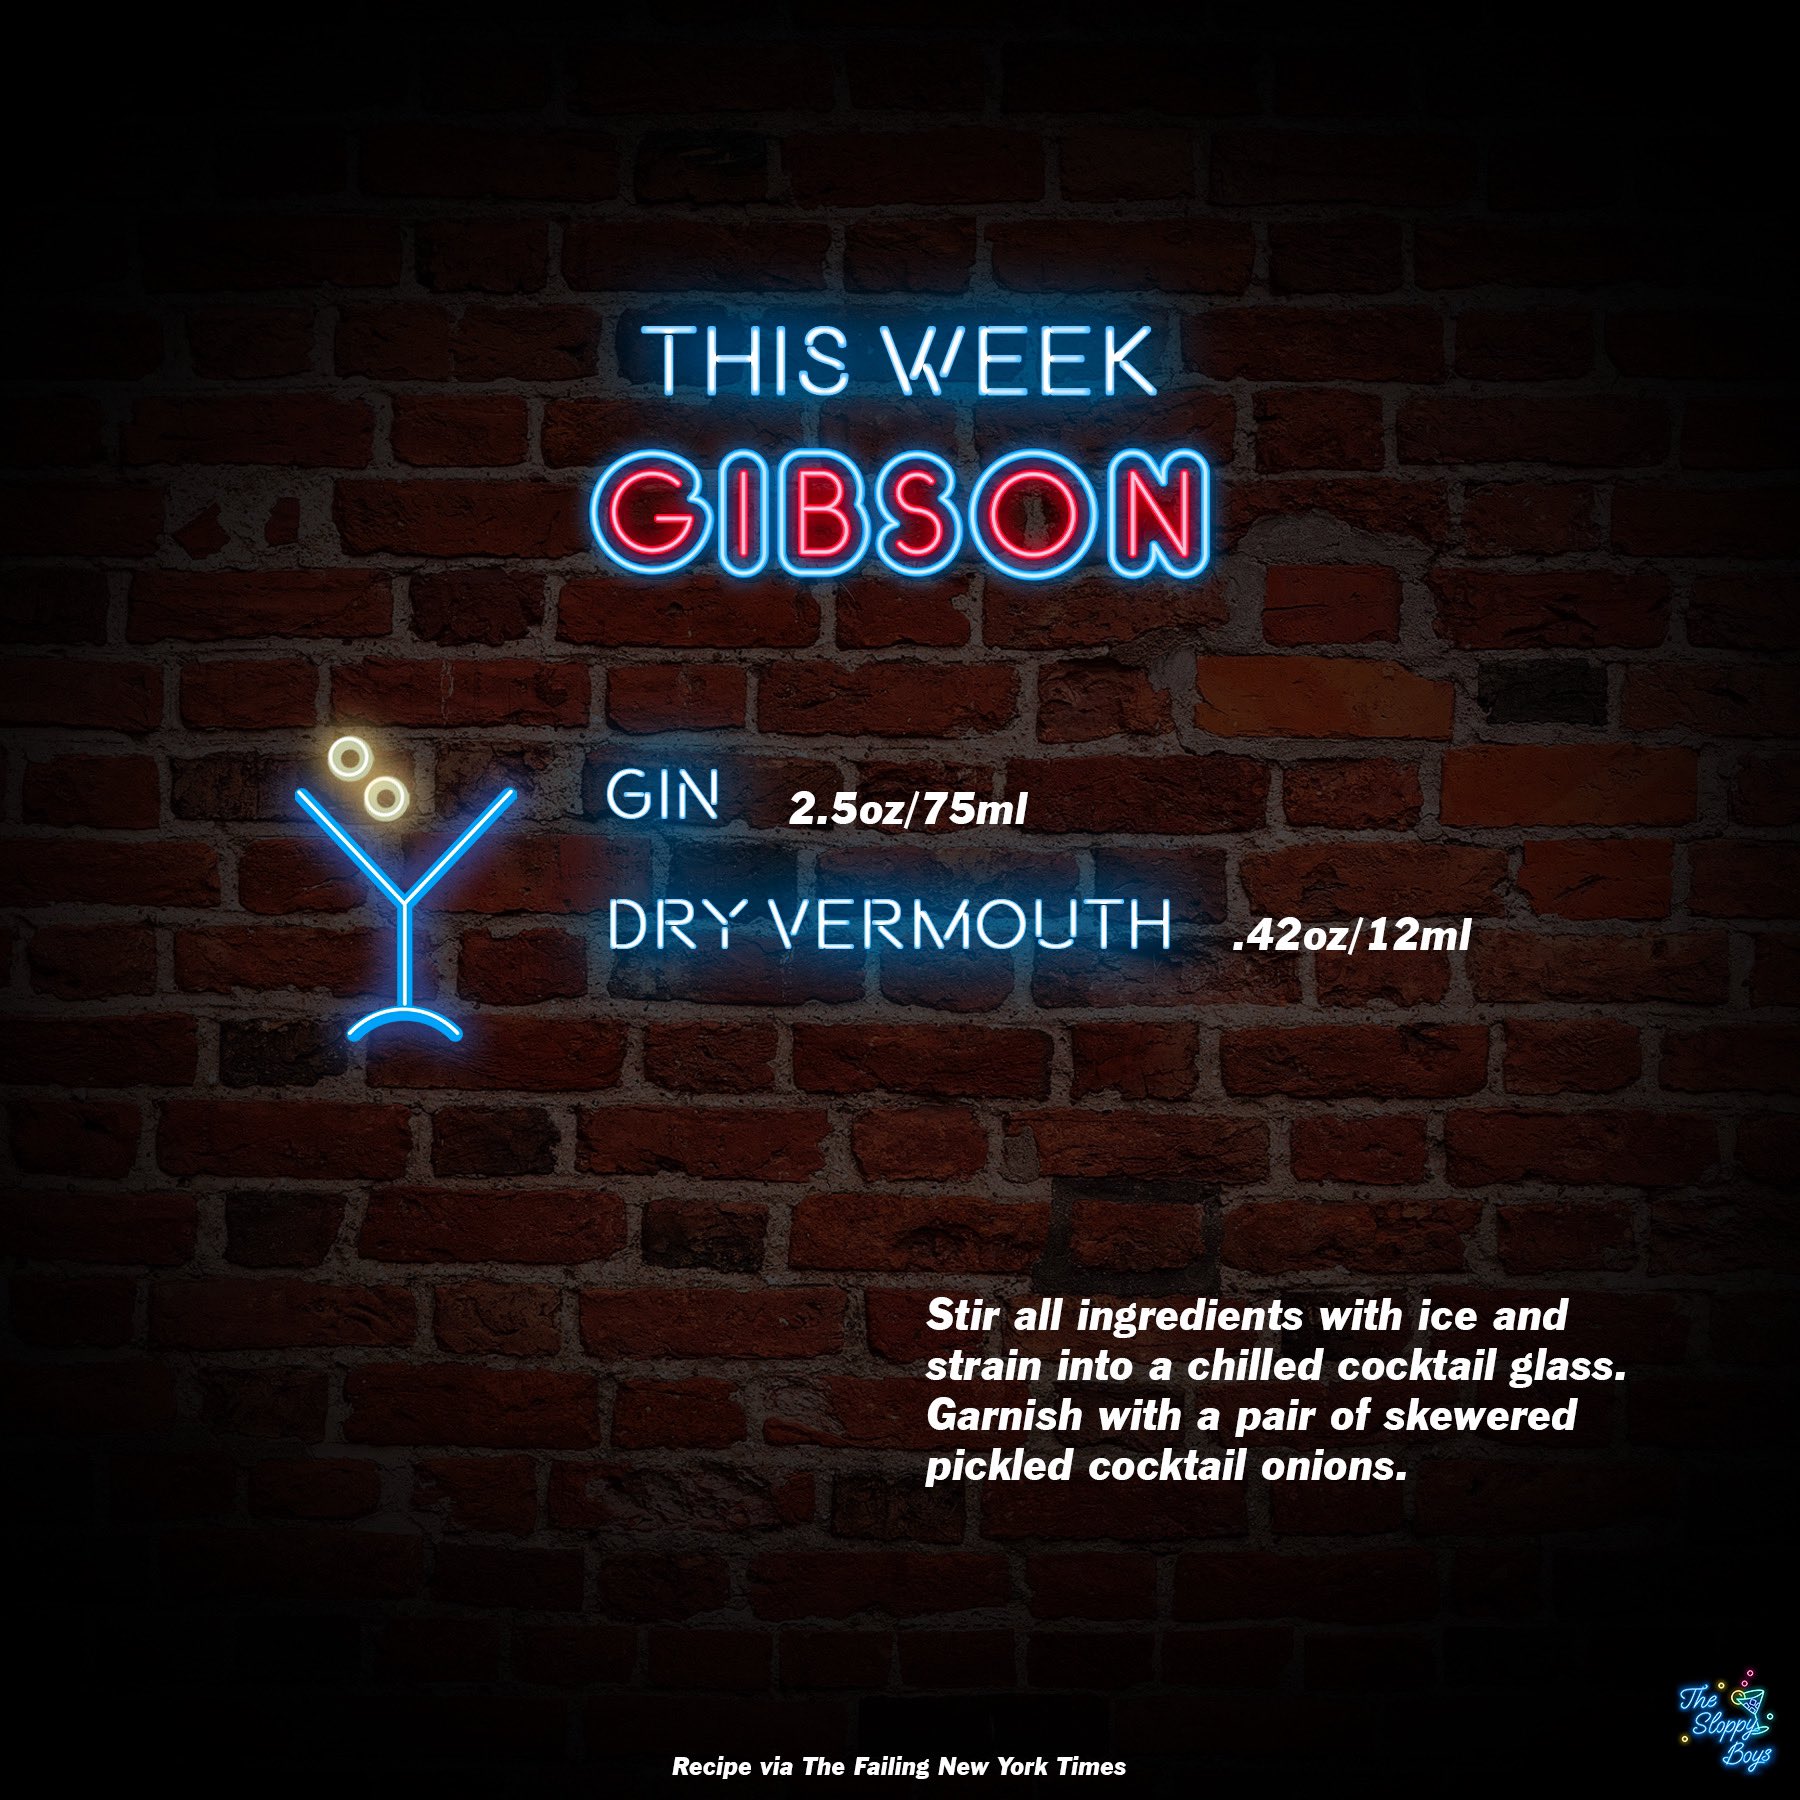 THIS WEEK
GIBSON
GIN 2.5oz/75ml
DRY VERMOUTH .42oz/12ml
Stir all ingredients with ice and
strain into a chilled cocktail glass.
Garnish with a pair of skewered
pickled cocktail onions.
The
Sloppy
Boys
Recipe via The Failing New York Times